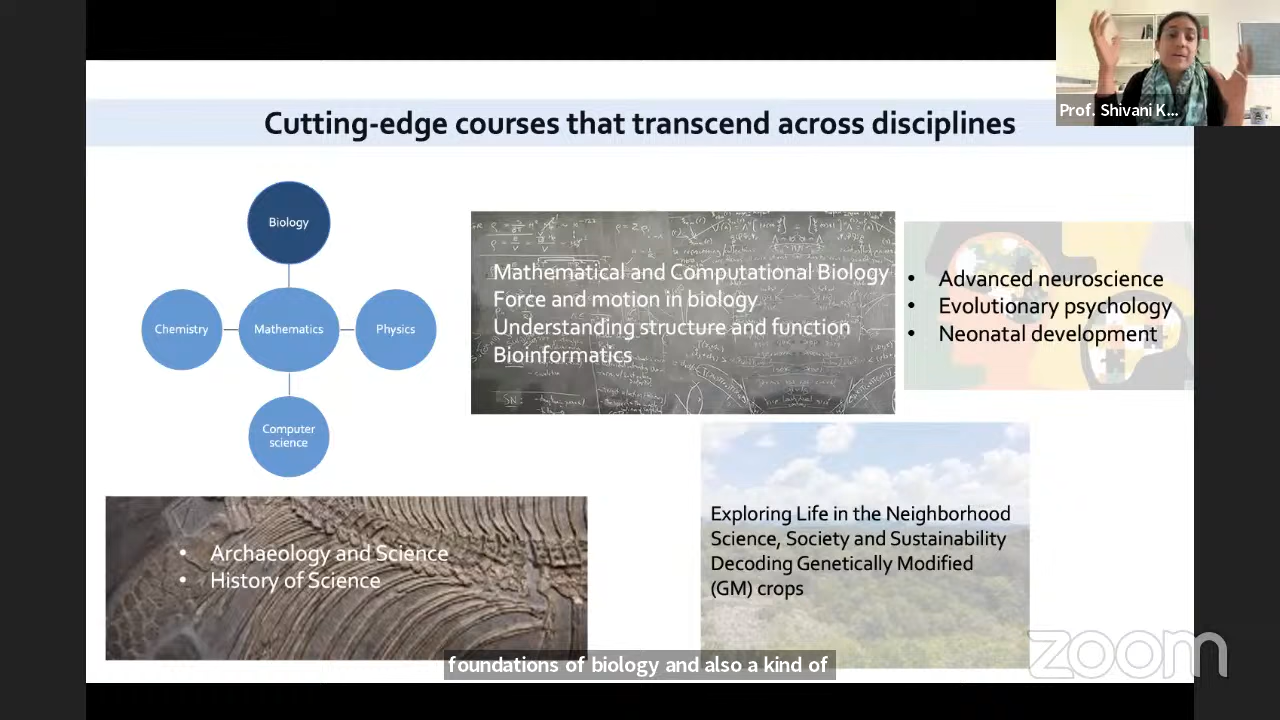 Prof. Shivani K...
Cutting-edge courses that transcend across disciplines
Biology
Chemistry
Mathematics
Physics
Computer
science
Mathematical and Computational Biology
Force and motion in biology
Understanding structure and function
Bioinformatics
• Advanced neuroscience
• Evolutionary psychology
• Neonatal development
• Archaeology and Science
• History of Science
Exploring Life in the Neighborhood
Science, Society and Sustainability
Decoding Genetically Modified
(GM) crops
foundations of biology and also a kind of
zoom